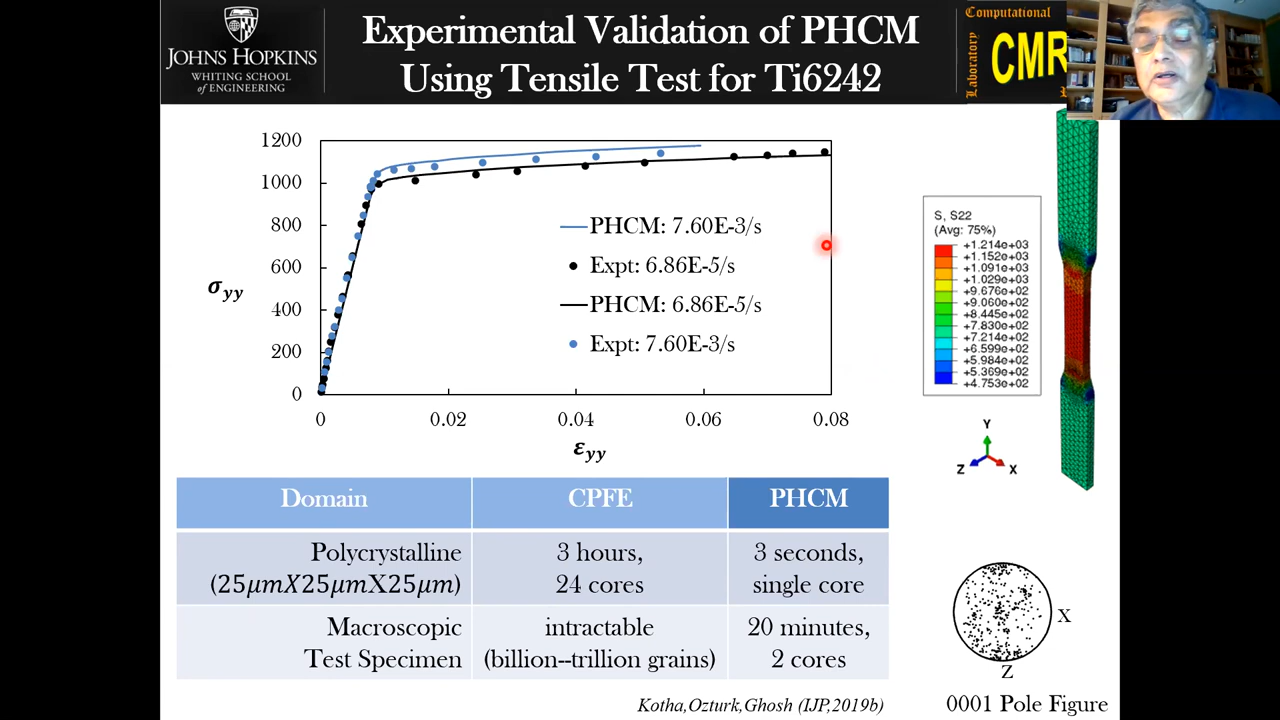 JOHNS HOPKINS
WHITING SCHOOL
of ENGINEERING
Experimental Validation of PHCM
Using Tensile Test for Ti6242
Computational
Laboratory
CMR
1200
1000
800
600
400
200
0
σyy
0 0.02 0.04 0.06 0.08
εyy
PHCM: 7.60E-3/s
Expt: 6.86E-5/s
PHCM: 6.86E-5/s
Expt: 7.60E-3/s
S, S22
(Avg: 75%)
+1.214e+03
+1.152e+03
+1.091e+03
+1.029e+03
+9.676e+02
+9.060e+02
+8.445e+02
+7.830e+02
+7.214e+02
+6.599e+02
+5.984e+02
+5.369e+02
+4.753e+02
Y
Z X
Domain CPFE PHCM
Polycrystalline
(25μmX25μmX25μm)
3 hours,
24 cores
3 seconds,
single core
Macroscopic
Test Specimen
intractable
(billion--trillion grains)
20 minutes,
2 cores
X
Z
0001 Pole Figure
Kotha,Ozturk,Ghosh (IJP,2019b)